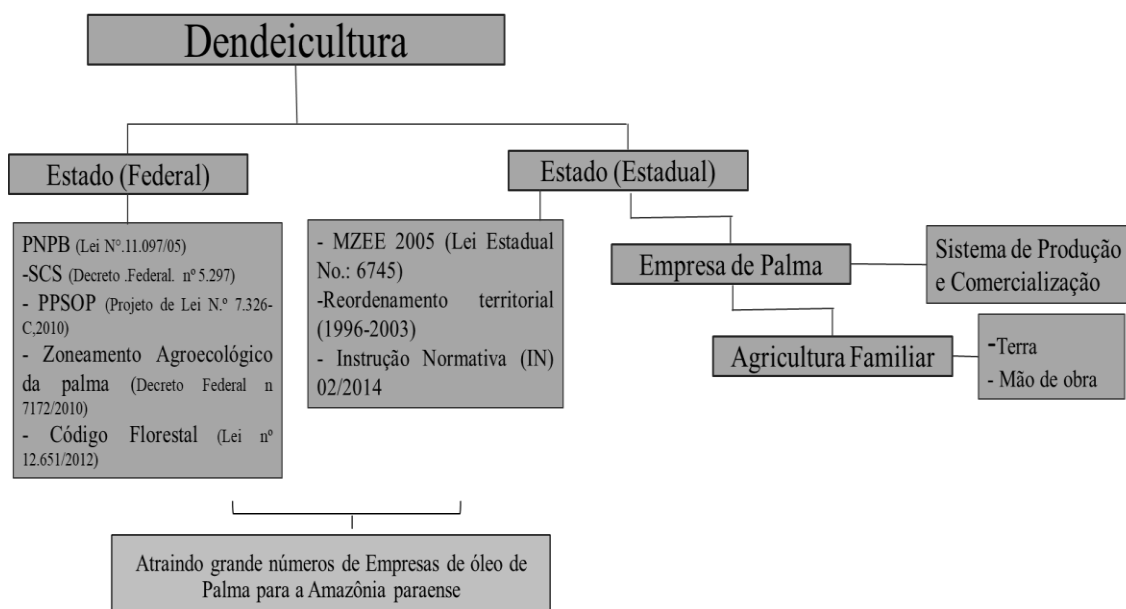 Dendeicultura
Estado (Federal)
Estado (Estadual)
PNPB (Lei N°.11.097/05)
-SCS (Decreto .Federal. nº 5.297)
- PPSOP (Projeto de Lei N.º 7.326-
C,2010)
- Zoneamento Agroecológico
da palma (Decreto Federal n
7172/2010)
- Código Florestal (Lei nº
12.651/2012)
- MZEE 2005 (Lei Estadual
No.: 6745)
-Reordenamento territorial
(1996-2003)
- Instrução Normativa (IN)
02/2014
Empresa de Palma
Sistema de Produção
e Comercialização
Agricultura Familiar
-Terra
- Mão de obra
Atraindo grande números de Empresas de óleo de
Palma para a Amazônia paraense